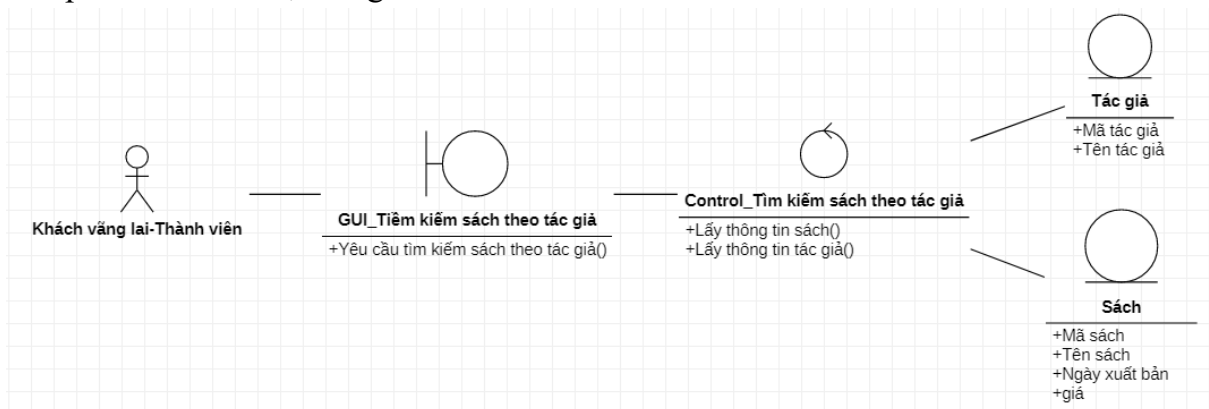 Khách vãng lai-Thành viên
GUI_Tiềm kiếm sách theo tác giả
+Yêu cầu tìm kiếm sách theo tác giả()
Control_Tìm kiếm sách theo tác giả
+Lấy thông tin sách()
+Lấy thông tin tác giả()
Tác giả
+Mã tác giả
+Tên tác giả
Sách
+Mã sách
+Tên sách
+Ngày xuất bản
+giá